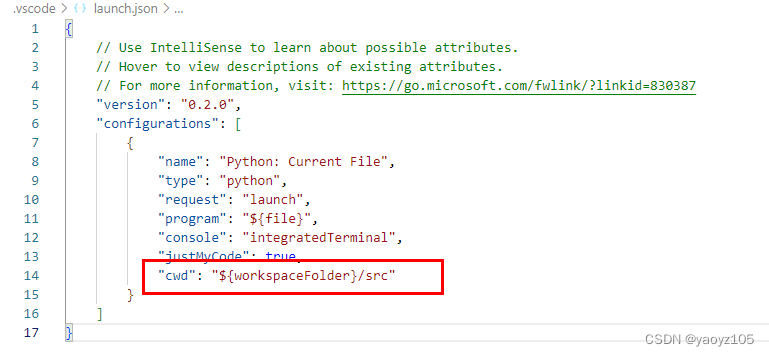 .vscode > {} launch.json > ...
1 {
2 // Use IntelliSense to learn about possible attributes.
3 // Hover to view descriptions of existing attributes.
4 // For more information, visit: https://go.microsoft.com/fwlink/?linkid=830387
5 "version": "0.2.0",
6 "configurations": [
7 {
8 "name": "Python: Current File",
9 "type": "python",
10 "request": "launch",
11 "program": "${file}",
12 "console": "integratedTerminal",
13 "justMyCode": true,
14 "cwd": "${workspaceFolder}/src"
15 }
16 ]
17 }
CSDN @yaoyz105